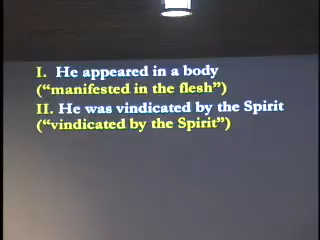 I. He appeared in a body
(“manifested in the flesh”)
II. He was vindicated by the Spirit
(“vindicated by the Spirit”)